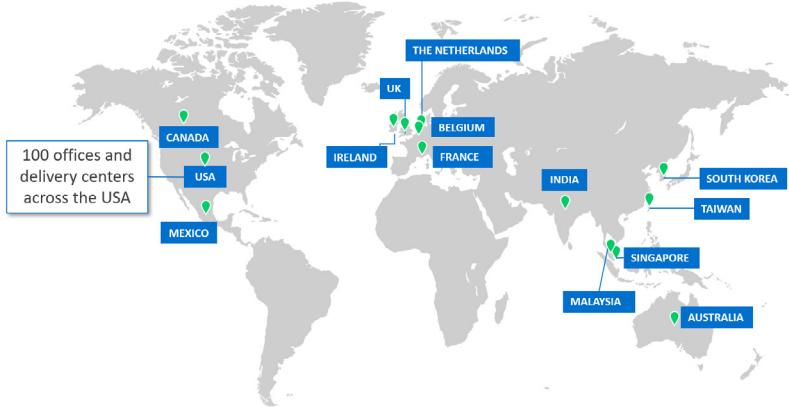 THE NETHERLANDS
UK
CANADA
BELGIUM
100 offices and
delivery centers
across the USA
IRELAND
FRANCE
USA
INDIA
SOUTH KOREA
TAIWAN
MEXICO
SINGAPORE
MALAYSIA
AUSTRALIA